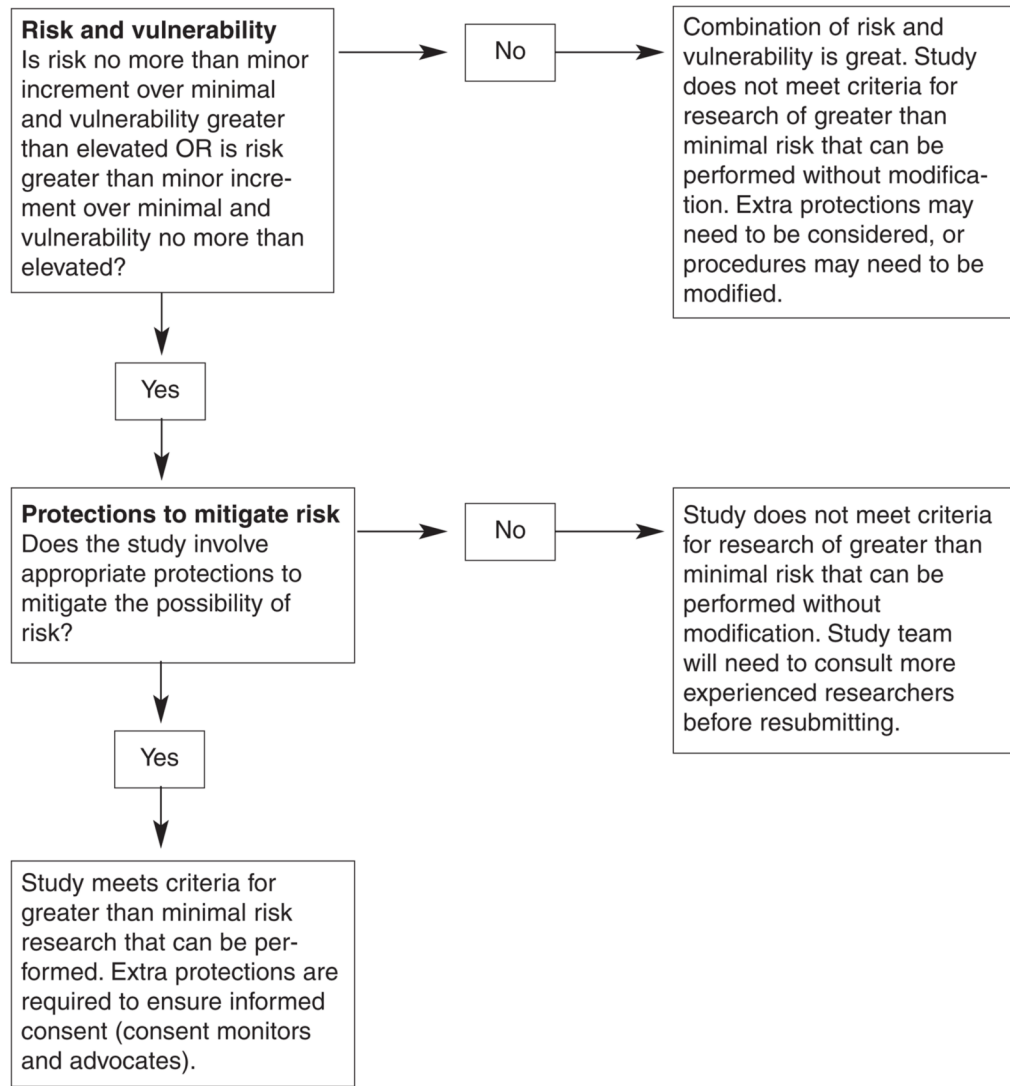 Risk and vulnerability
Is risk no more than minor
increment over minimal
and vulnerability greater
than elevated OR is risk
greater than minor incre-
ment over minimal and
vulnerability no more than
elevated?
No
Combination of risk and
vulnerability is great. Study
does not meet criteria for
research of greater than
minimal risk that can be
performed without modifica-
tion. Extra protections may
need to be considered, or
procedures may need to be
modified.
Yes
Protections to mitigate risk
Does the study involve
appropriate protections to
mitigate the possibility of
risk?
No
Study does not meet criteria
for research of greater than
minimal risk that can be
performed without
modification. Study team
will need to consult more
experienced researchers
before resubmitting.
Yes
Study meets criteria for
greater than minimal risk
research that can be per-
formed. Extra protections are
required to ensure informed
consent (consent monitors
and advocates).